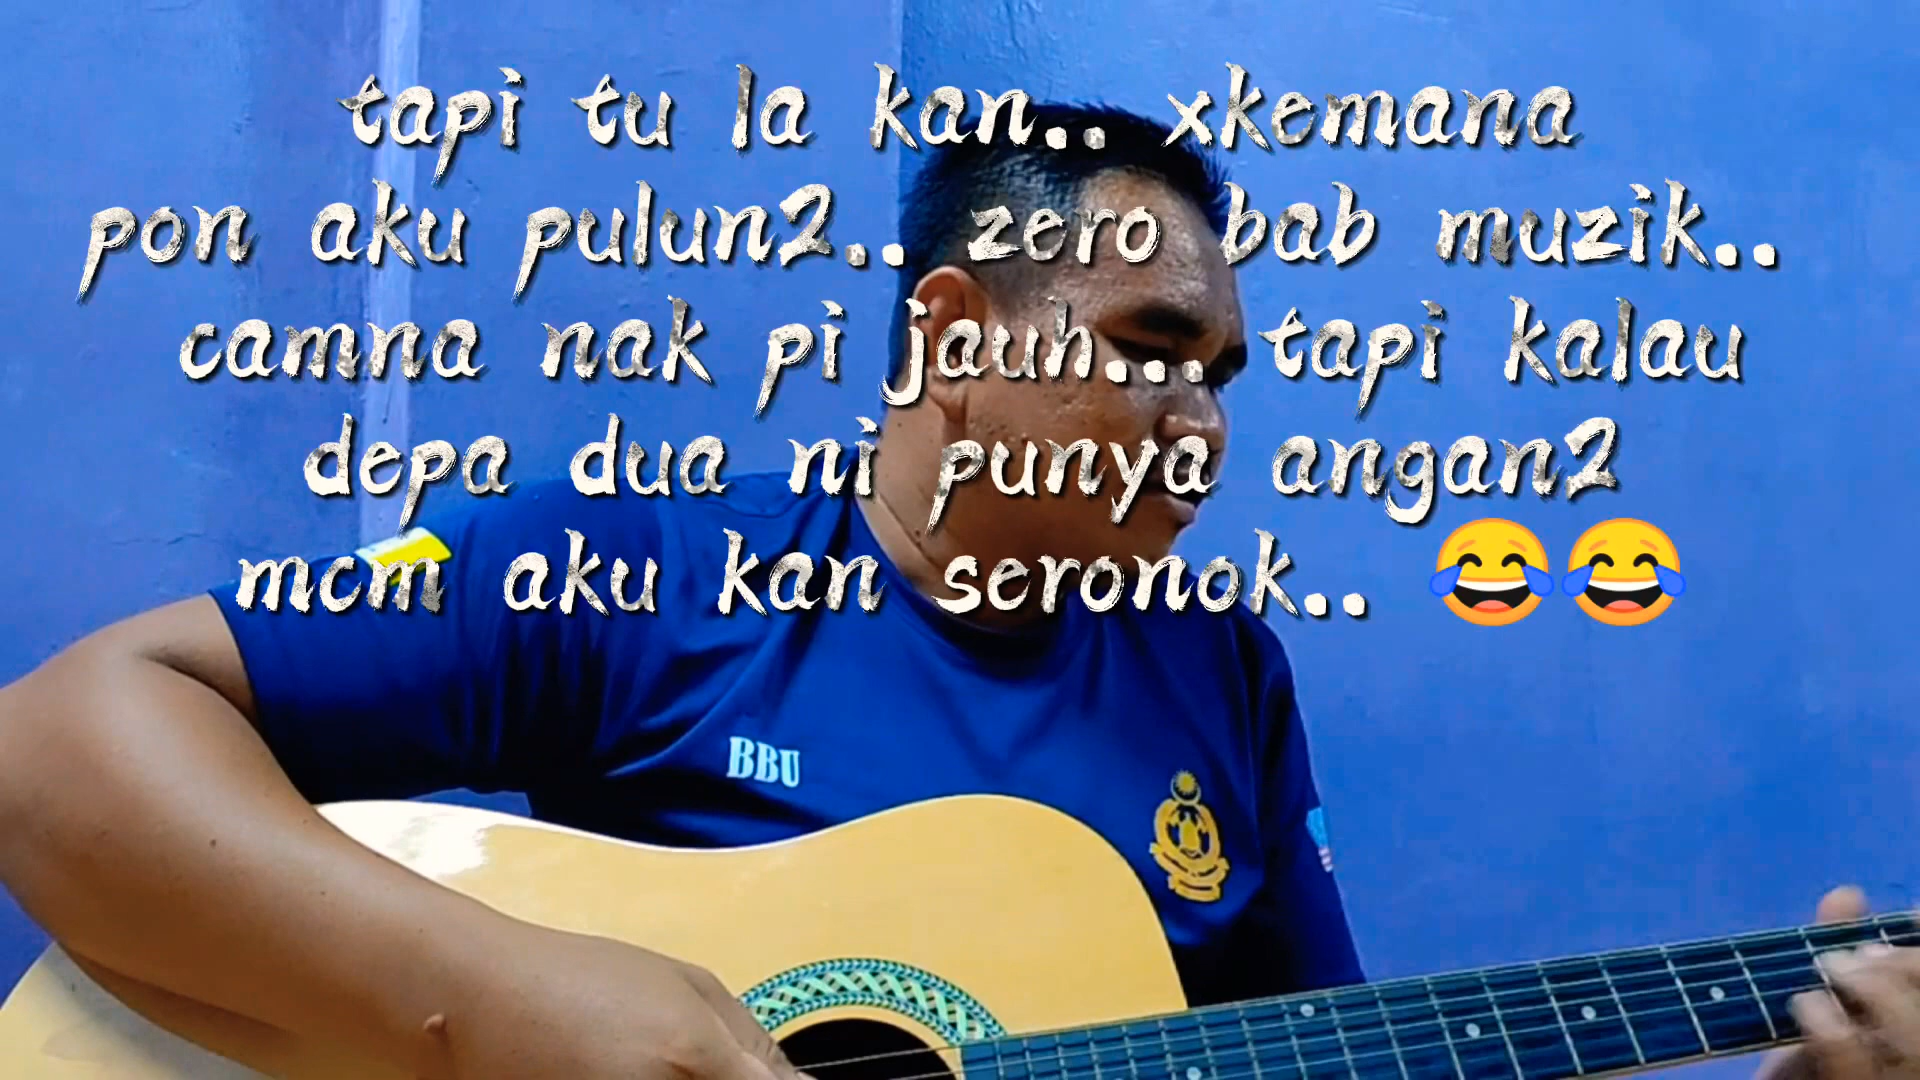 tapi tu la kan.. xkemana
pon aku pulun2.. zero bab muzik..
camna nak pi jauh... tapi kalau
depa dua ni punya angan2
mcm aku kan seronok.. 😂😂
BBU